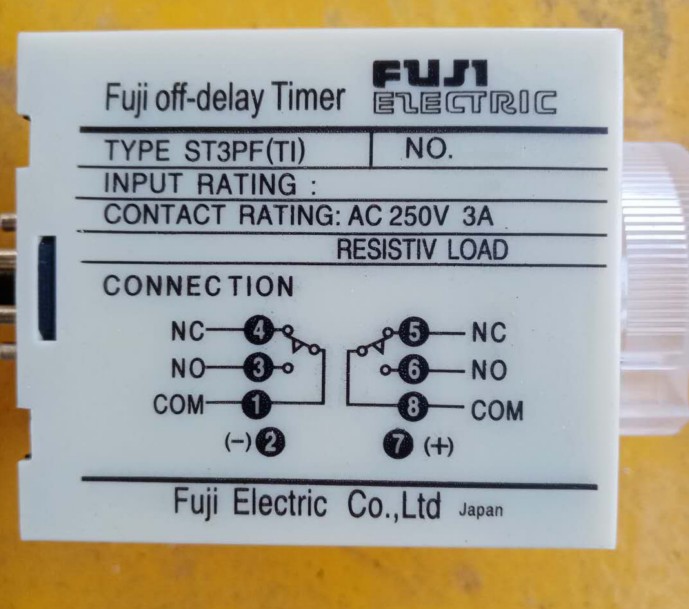 Fuji off-delay Timer FUJI
ELECTRIC
TYPE ST3PF(TI) NO.
INPUT RATING :
CONTACT RATING: AC 250V 3A
RESISTIV LOAD
CONNECTION
NC 4 5 NC
NO 3 6 NO
COM 1 8 COM
(-) 2 7 (+)
Fuji Electric Co.,Ltd Japan